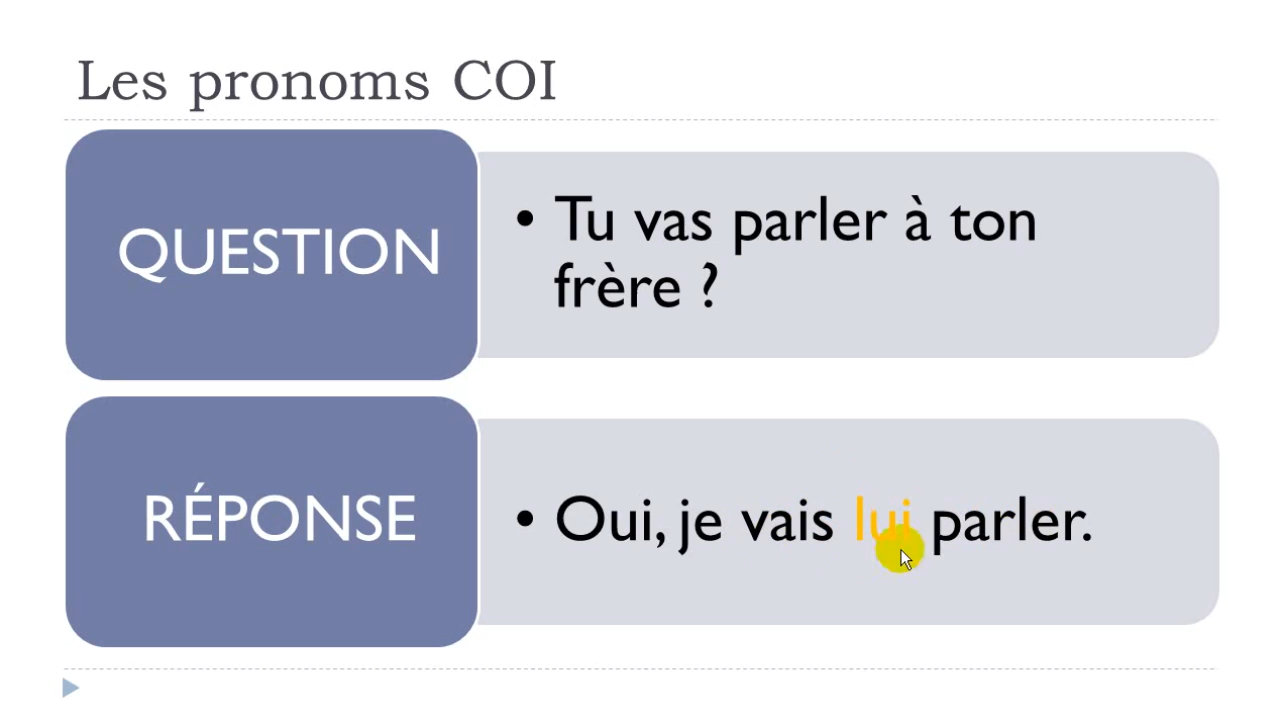 Les pronoms COI
QUESTION
• Tu vas parler à ton
frère ?
RÉPONSE
• Oui, je vais lui parler.